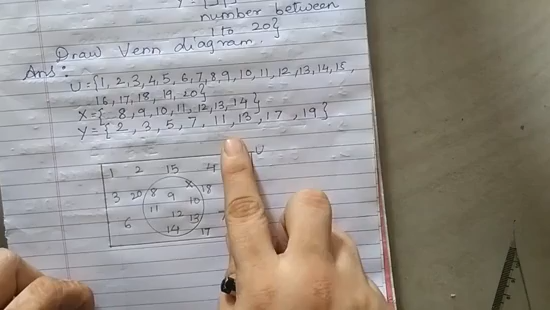 number between
1 to 20}
Draw Venn diagram.
Ans:
U = {1, 2, 3, 4, 5, 6, 7, 8, 9, 10, 11, 12, 13, 14, 15,
16, 17, 18, 19, 20}
X = { 8, 9, 10, 11, 12, 13, 14}
Y = { 2, 3, 5, 7, 11, 13, 17, 19}
U
1 2 15 4
X
3 20 8 9 10 18
11 12 13
6 14 17